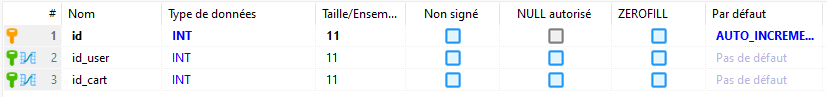 # Nom Type de données Taille/Ensem... Non signé NULL autorisé ZEROFILL Par défaut
1 id INT 11 AUTO_INCREME...
2 id_user INT 11 Pas de défaut
3 id_cart INT 11 Pas de défaut